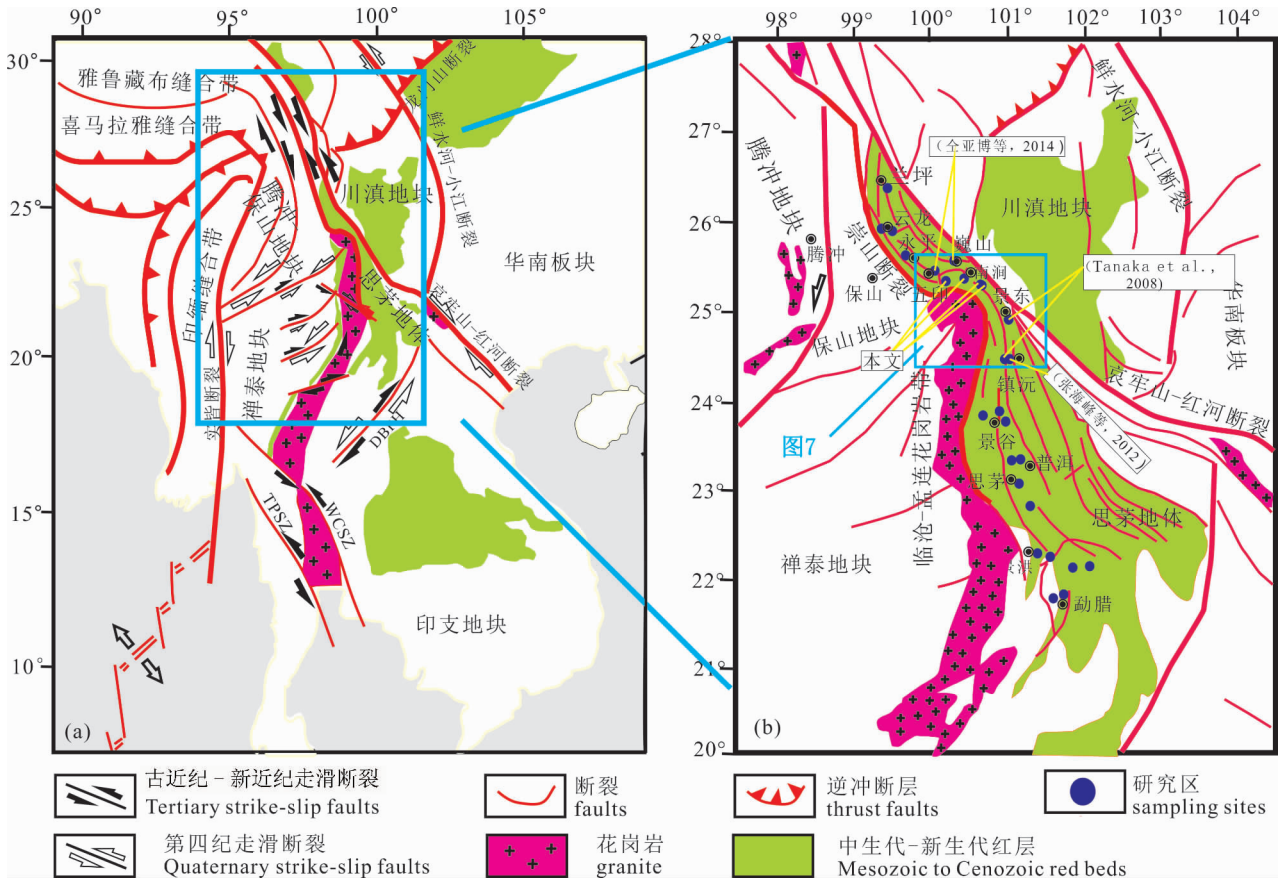 90°
95°
100°
105°
30°
25°
20°
15°
10°
雅鲁藏布缝合带
喜马拉雅缝合带
龙门山断裂
鲜水河-小江断裂
川滇地块
腾冲
保山地块
华南板块
印缅缝合带
思茅地体
哀牢山-红河断裂
实皆断裂
禅泰地块
DBPF
TPSZ
WCSZ
印支地块
(a)
98°
99°
100°
101°
102°
103°
104°
28°
27°
26°
25°
24°
23°
22°
21°
20°
鲜水河-小江断裂
(仝亚博等, 2014)
腾冲地块
兰坪
川滇地块
云龙
崇山断裂
永平
巍山
腾冲
南涧
(Tanaka et al.,
2008)
保山
五印
景东
华南板块
保山地块
本文
镇沅
哀牢山-红河断裂
(张海峰等, 2012)
图7
临沧-孟连花岗岩带
景谷
普洱
思茅
思茅地体
禅泰地块
景洪
勐腊
(b)
古近纪-新近纪走滑断裂
Tertiary strike-slip faults
断裂
faults
逆冲断层
thrust faults
研究区
sampling sites
第四纪走滑断裂
Quaternary strike-slip faults
花岗岩
granite
中生代-新生代红层
Mesozoic to Cenozoic red beds